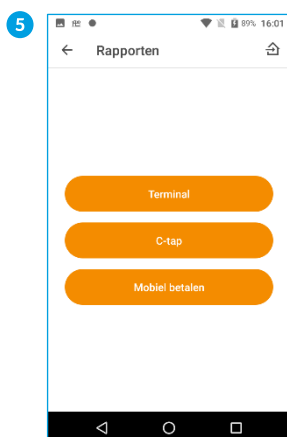 5
89% 16:01
Rapporten
Terminal
C-tap
Mobiel betalen